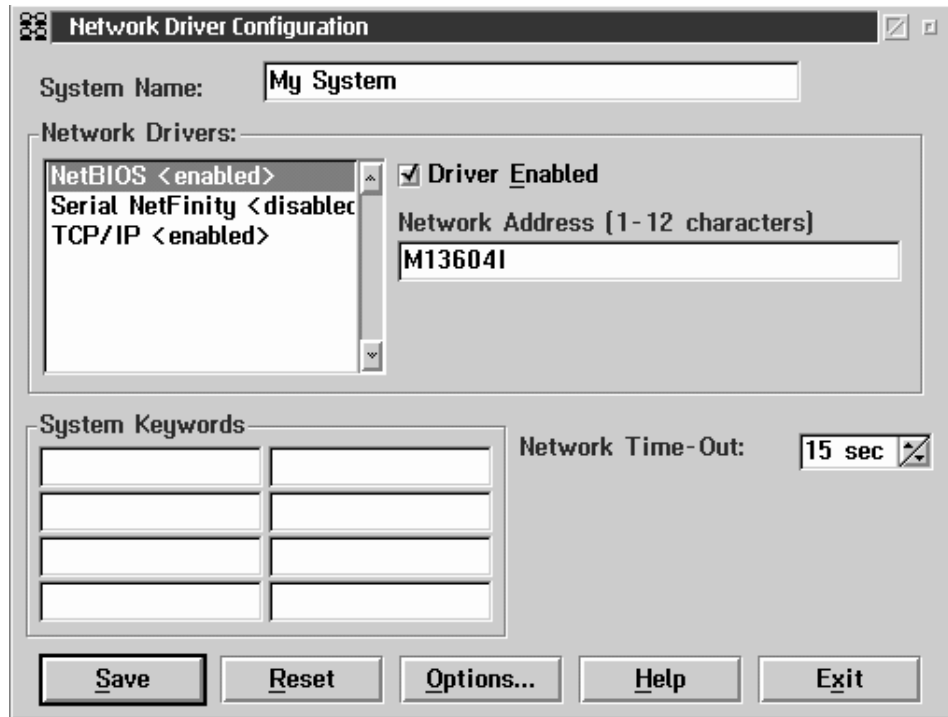 Network Driver Configuration
System Name: My System
Network Drivers:
NetBIOS <enabled>
Serial NetFinity <disabled
TCP/IP <enabled>
Driver Enabled
Network Address (1-12 characters)
M13604I
System Keywords
Network Time-Out: 15 sec
Save Reset Options... Help Exit